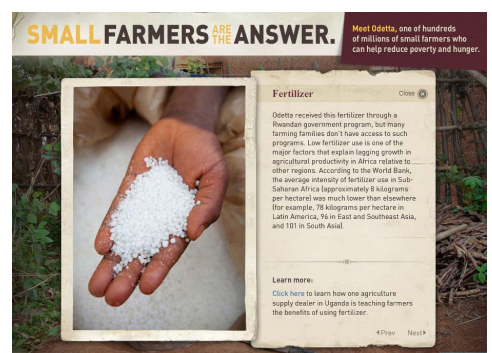 SMALL FARMERS ARE THE ANSWER.
Meet Odetta, one of hundreds
of millions of small farmers who
can help reduce poverty and hunger.
Fertilizer
Close
Odetta received this fertilizer through a
Rwandan government program, but many
farming families don't have access to such
programs. Low fertilizer use is one of the
major factors that explain lagging growth in
agricultural productivity in Africa relative to
other regions. According to the World Bank,
the average intensity of fertilizer use in Sub-
Saharan Africa (approximately 8 kilograms
per hectare) was much lower than elsewhere
(for example, 78 kilograms per hectare in
Latin America, 96 in East and Southeast Asia,
and 101 in South Asia).
Learn more:
Click here to learn how one agriculture
supply dealer in Uganda is teaching farmers
the benefits of using fertilizer.
Prev Next